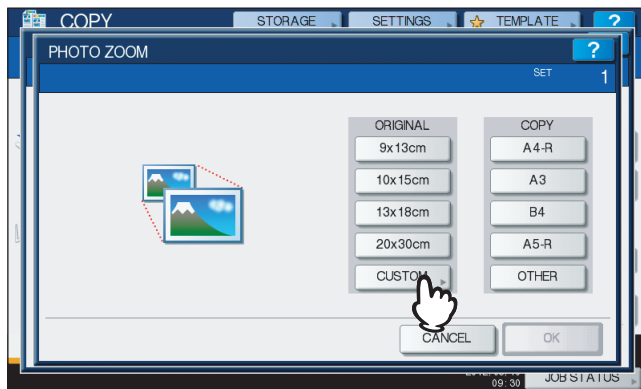 COPY STORAGE SETTINGS TEMPLATE ?
PHOTO ZOOM ?
SET 1
ORIGINAL COPY
9x13cm A4-R
10x15cm A3
13x18cm B4
20x30cm A5-R
CUSTOM OTHER
CANCEL OK
09:30 JOB STATUS